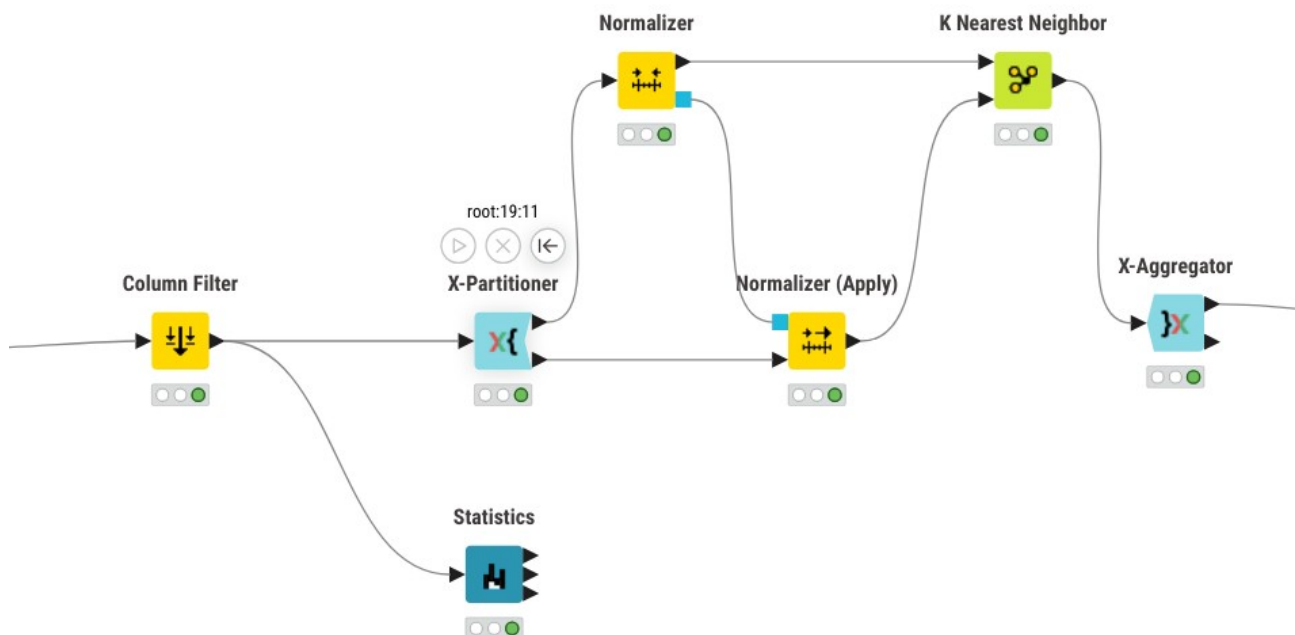 Normalizer
K Nearest Neighbor
root:19:11
X-Aggregator
Column Filter
X-Partitioner
Normalizer (Apply)
X{
}X
Statistics